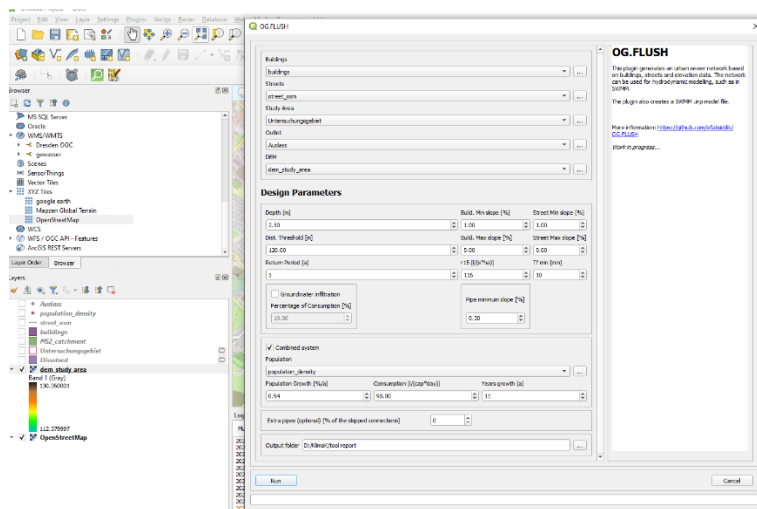 Project Edit View Layer Settings Plugins Vector Raster Database
OG.FLUSH
Browser
MS SQL Server
Oracle
WMS/WMTS
Dresden OGC
gemasser
Scenes
SensorThings
Vector Tiles
XYZ Tiles
google earth
Mapzen Global Terrain
OpenStreetMap
WCS
WFS / OGC API - Features
ArcGIS REST Servers
Layer Order Browser
Layers
Auslass
population_density
street_osm
buildings
MS2_catchment
Untersuchungsgebiet
dem_study_area
Band 1 (Gray)
130.360001
112.379997
OpenStreetMap
Buildings
buildings
Streets
street_osm
Study Area
Untersuchungsgebiet
Outlet
Auslass
DEM
dem_study_area
Design Parameters
Depth [m] Build. Min slope [%] Street Min slope [%]
2.50 1.00 1.00
Dist. Threshold [m] Build. Max slope [%] Street Max slope [%]
120.00 5.00 5.00
Return Period [a] r15 [l/(s*ha)] Tf min [min]
5 135 10
Groundwater infiltration
Percentage of Consumption [%]
10.00
Pipe minimum slope [%]
0.30
Combined system
Population
population_density
Population Growth [%/a] Consumption [l/(cap*day)] Years growth [a]
0.94 90.00 11
Extra pipes (optional) [% of the skipped connections] 0
Output folder D:/KlimaK/tool report
Run
Cancel
OG.FLUSH
This plugin generates an urban sewer network based
on buildings, streets and elevation data. The network
can be used for hydrodynamic modelling, such as in
SWMM.
The plugin also creates a SWMM .inp model file.
More information:
OG.FLUSH
Work in progress...